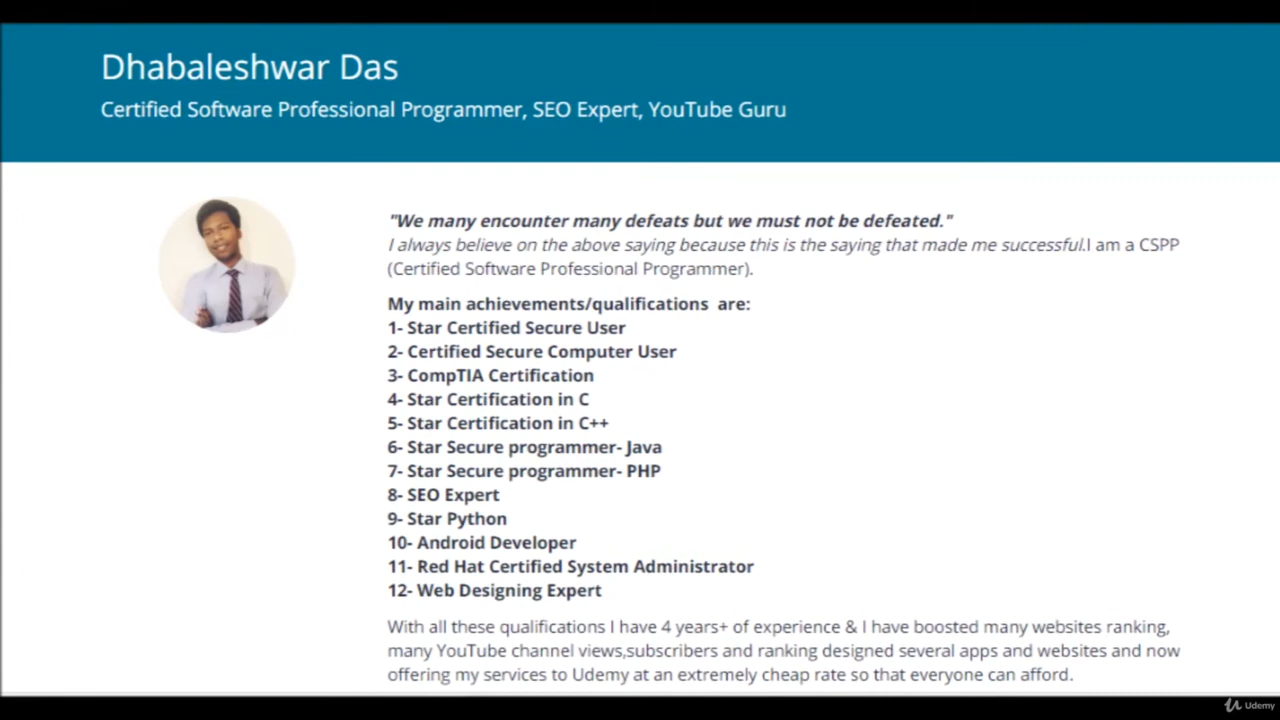 Dhabaleshwar Das
Certified Software Professional Programmer, SEO Expert, YouTube Guru
"We many encounter many defeats but we must not be defeated."
I always believe on the above saying because this is the saying that made me successful.I am a CSPP
(Certified Software Professional Programmer).
My main achievements/qualifications  are:
1- Star Certified Secure User
2- Certified Secure Computer User
3- CompTIA Certification
4- Star Certification in C
5- Star Certification in C++
6- Star Secure programmer- Java
7- Star Secure programmer- PHP
8- SEO Expert
9- Star Python
10- Android Developer
11- Red Hat Certified System Administrator
12- Web Designing Expert
With all these qualifications I have 4 years+ of experience & I have boosted many websites ranking,
many YouTube channel views,subscribers and ranking designed several apps and websites and now
offering my services to Udemy at an extremely cheap rate so that everyone can afford.
Udemy